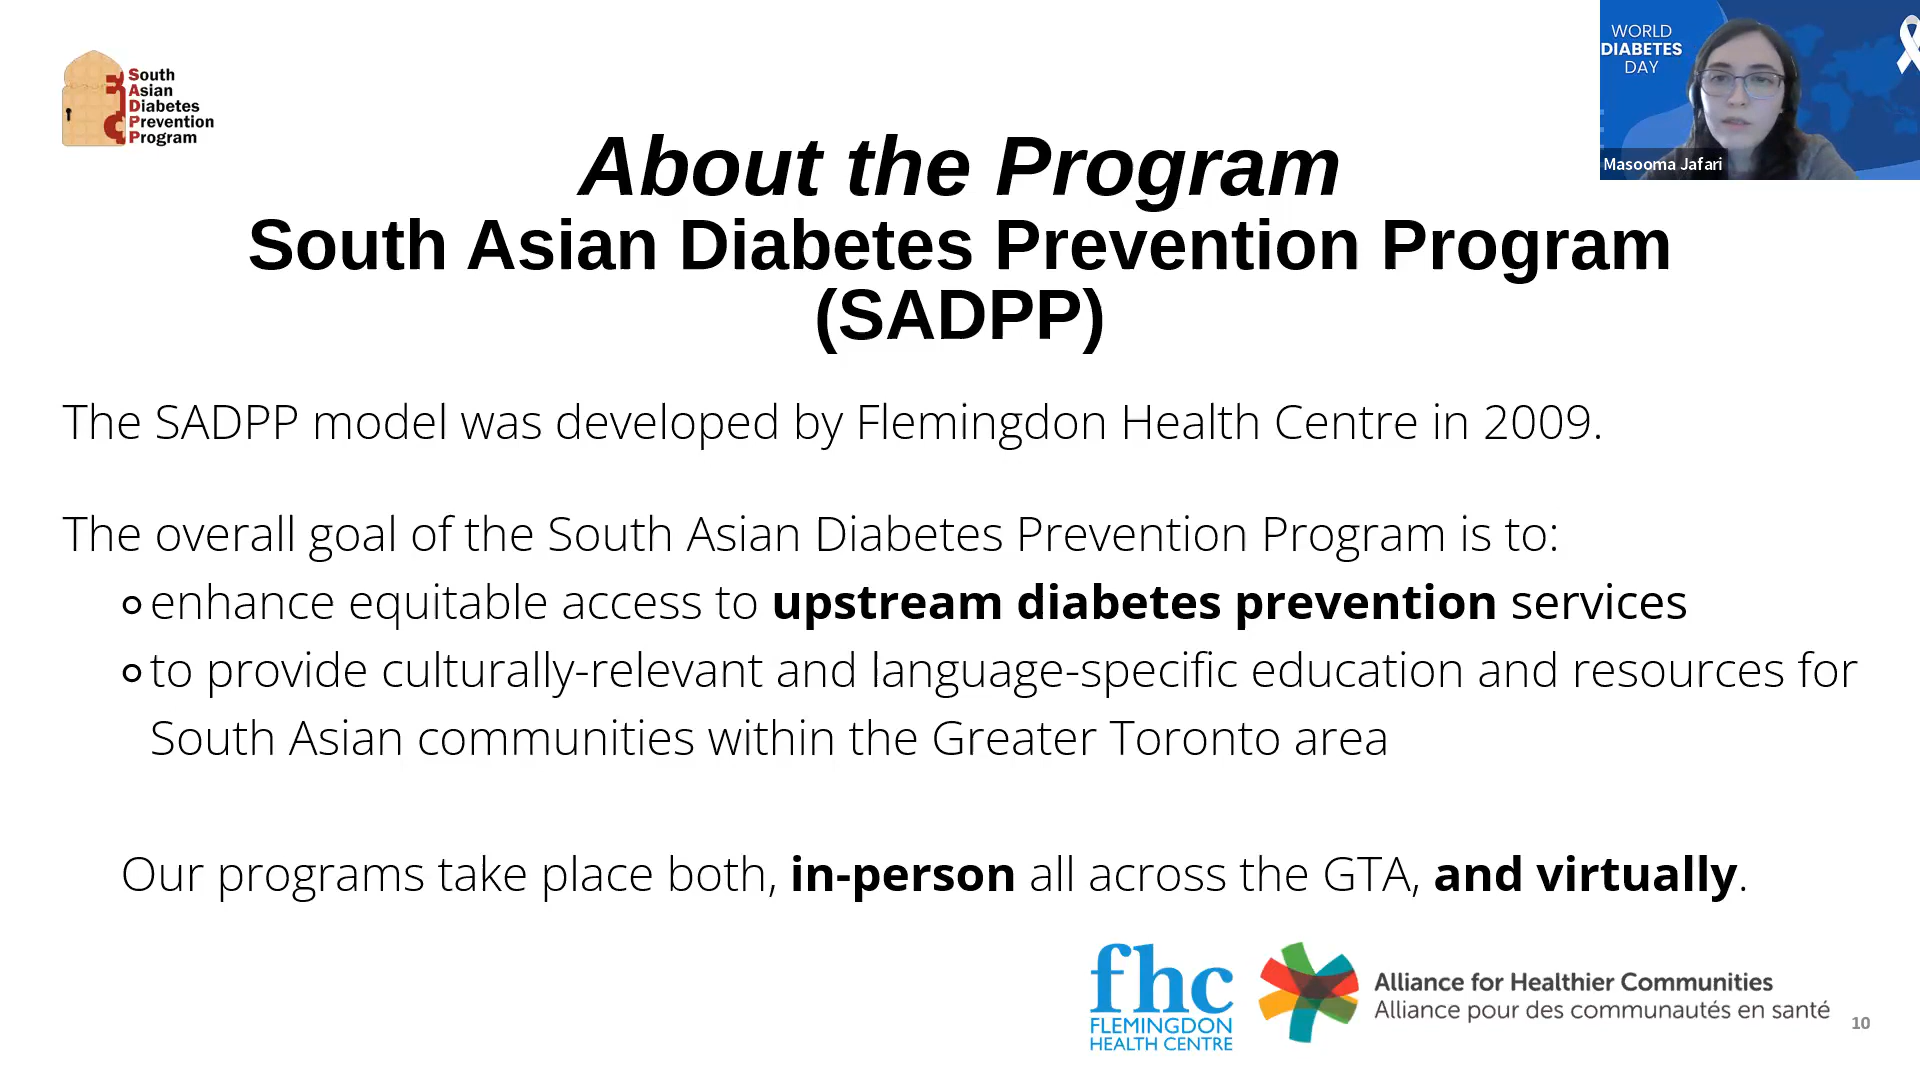 South
Asian
Diabetes
Prevention
Program
WORLD
DIABETES
DAY
Masooma Jafari
About the Program
South Asian Diabetes Prevention Program
(SADPP)
The SADPP model was developed by Flemingdon Health Centre in 2009.
The overall goal of the South Asian Diabetes Prevention Program is to:
enhance equitable access to upstream diabetes prevention services
to provide culturally-relevant and language-specific education and resources for
South Asian communities within the Greater Toronto area
Our programs take place both, in-person all across the GTA, and virtually.
fhc
FLEMINGDON
HEALTH CENTRE
Alliance for Healthier Communities
Alliance pour des communautés en santé
10